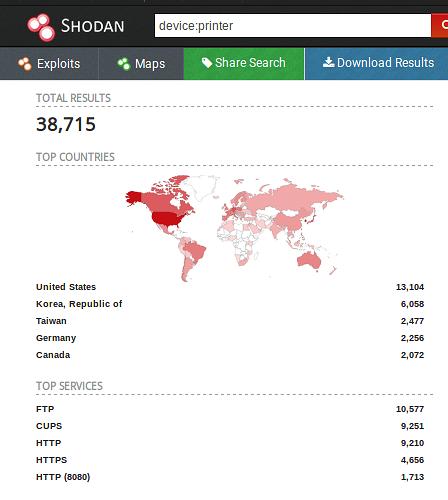 SHODAN device:printer
Exploits Maps Share Search Download Results
TOTAL RESULTS
38,715
TOP COUNTRIES
United States 13,104
Korea, Republic of 6,058
Taiwan 2,477
Germany 2,256
Canada 2,072
TOP SERVICES
FTP 10,577
CUPS 9,251
HTTP 9,210
HTTPS 4,656
HTTP (8080) 1,713